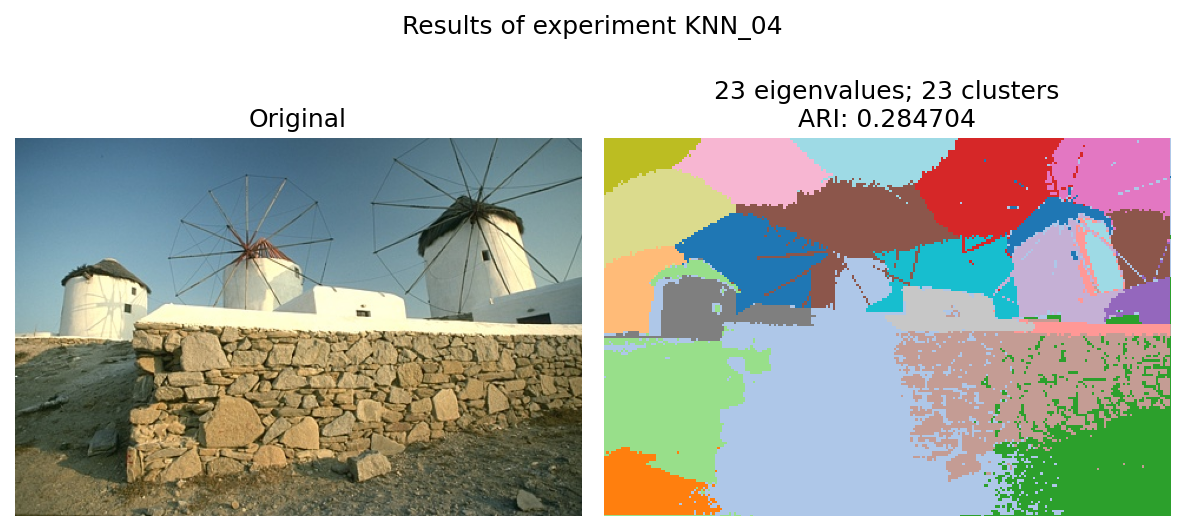 Results of experiment KNN_04
Original
23 eigenvalues; 23 clusters
ARI: 0.284704